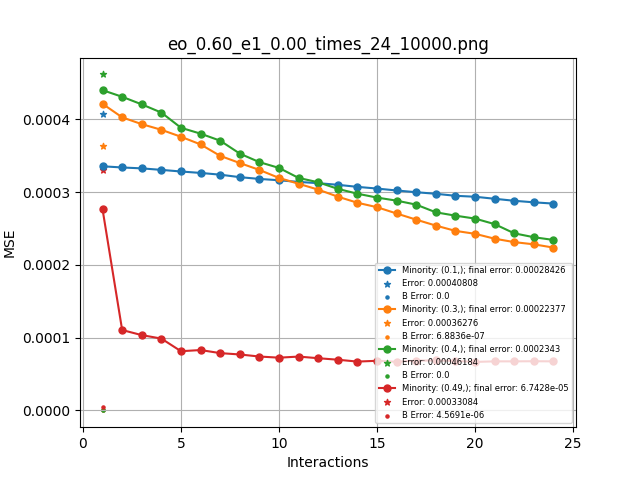 eo_0.60_e1_0.00_times_24_10000.png
MSE
0.0004
0.0003
0.0002
0.0001
0.0000
Minority: (0.1,); final error: 0.00028426
Error: 0.00040808
B Error: 0.0
Minority: (0.3,); final error: 0.00022377
Error: 0.00036276
B Error: 6.8836e-07
Minority: (0.4,); final error: 0.0002343
Error: 0.00046184
B Error: 0.0
Minority: (0.49,); final error: 6.7428e-05
Error: 0.00033084
B Error: 4.5691e-06
0 5 10 15 20 25
Interactions